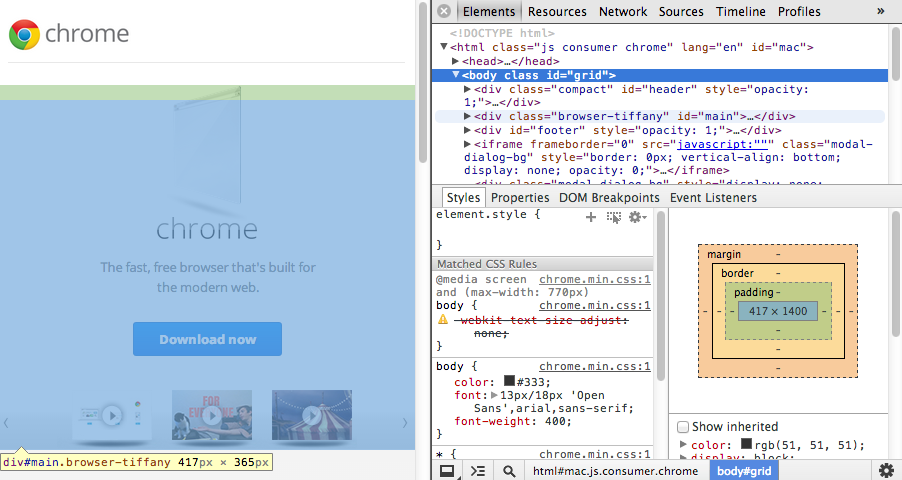 chrome
chrome
The fast, free browser that's built for
the modern web.
Download now
FOR
div#main.browser-tiffany 417px × 365px
Elements Resources Network Sources Timeline Profiles »
<!DOCTYPE html>
▼<html class="js consumer chrome" lang="en" id="mac">
▶<head>…</head>
▼<body class id="grid">
▶<div class="compact" id="header" style="opacity:
1;">…</div>
▶<div class="browser-tiffany" id="main">…</div>
▶<div id="footer" style="opacity: 1;">…</div>
▶<iframe frameborder="0" src="javascript:""" class="modal-
dialog-bg" style="border: 0px; vertical-align: bottom;
display: none; opacity: 0;">…</iframe>
<div class="modal-dialog-bg" style="display: none;
Styles Properties DOM Breakpoints Event Listeners
element.style {
}
Matched CSS Rules
@media screen chrome.min.css:1
and (max-width: 770px)
body { chrome.min.css:1
-webkit-text-size-adjust:
none;
}
body { chrome.min.css:1
color: #333;
font: ▶13px/18px 'Open
Sans',arial,sans-serif;
font-weight: 400;
}
* { chrome.min.css:1
margin -
border -
padding -
- - - 417 × 1400 - - -
-
-
-
Show inherited
▶ color: rgb(51, 51, 51);
▶ display: block;
html#mac.js.consumer.chrome body#grid